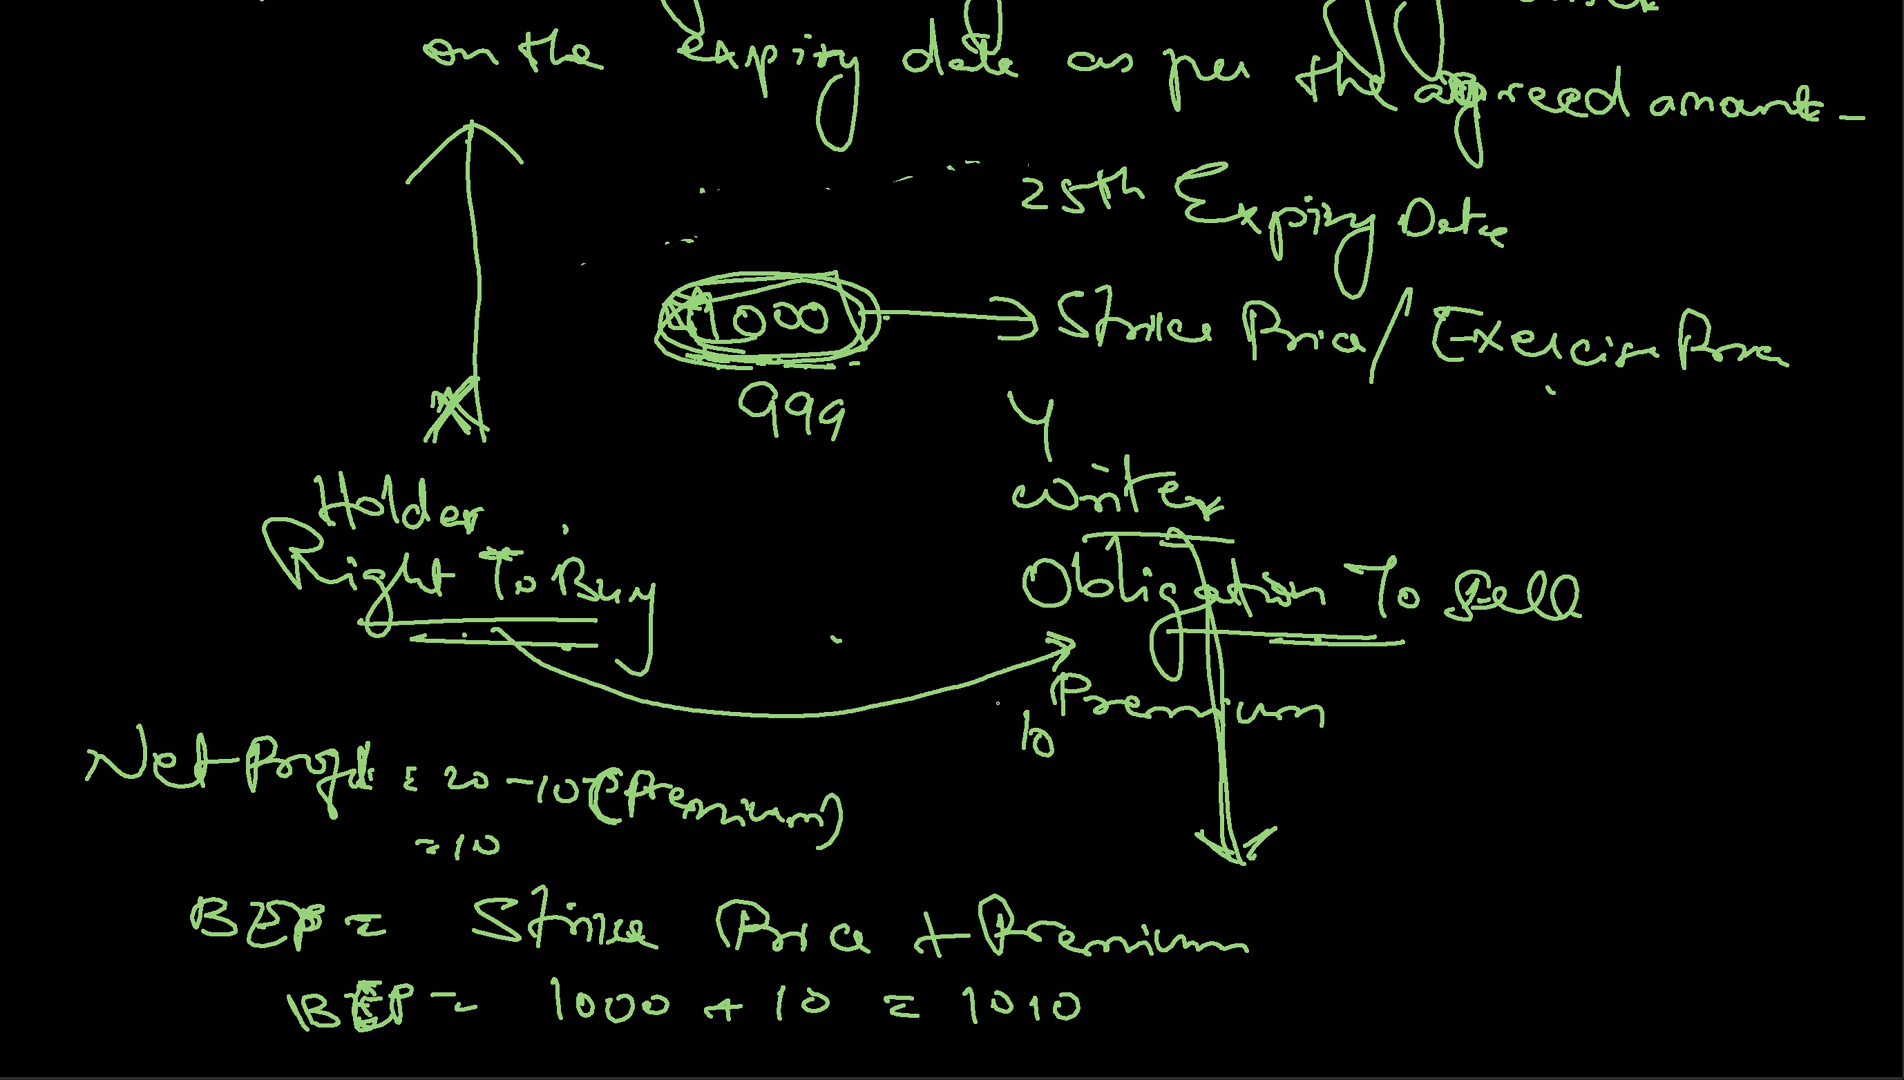 on the expiry date as per the agreed amount-
25th Expiry Date
1000 Strike Price/Exercise Price
999
Y
Holder
writer
Right To Buy
Obligation To Sell
Premium
10
Net Profit = 20 - 10 (Premium)
= 10
BEP = Strike Price + Premium
BEP = 1000 + 10 = 1010